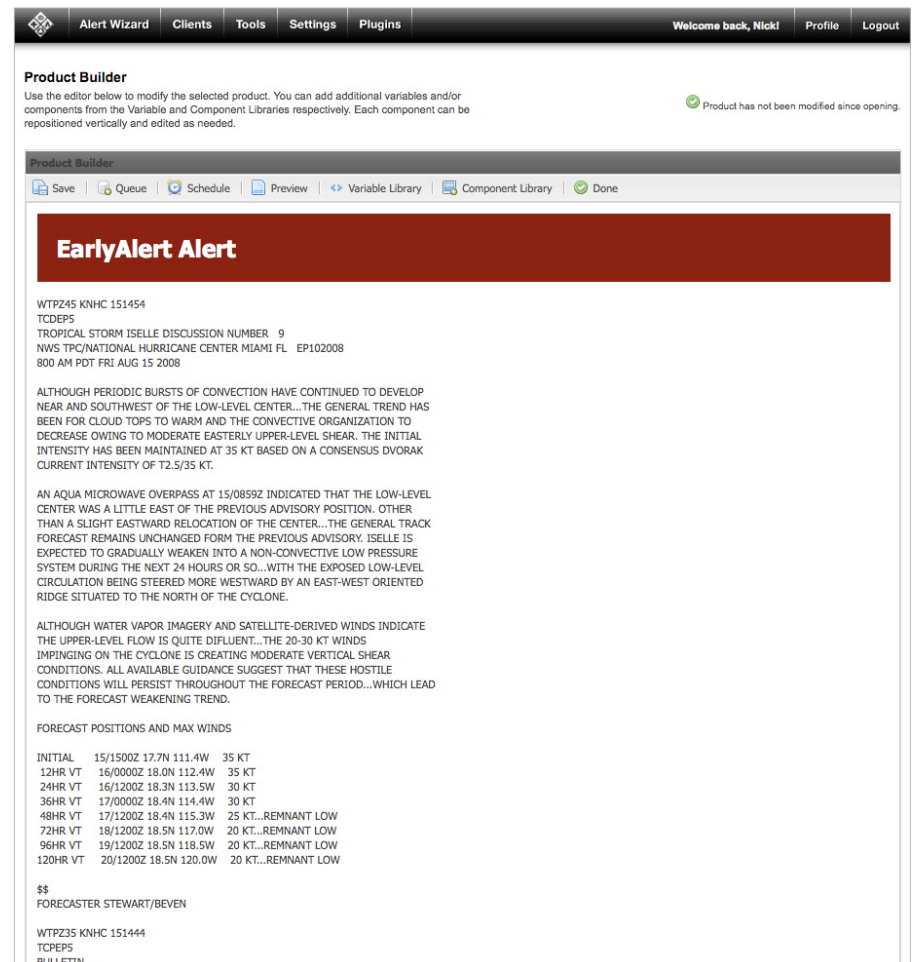 Alert Wizard Clients Tools Settings Plugins Welcome back, Nick! Profile Logout
Product Builder
Use the editor below to modify the selected product. You can add additional variables and/or
components from the Variable and Component Libraries respectively. Each component can be
repositioned vertically and edited as needed.
Product has not been modified since opening.
Product Builder
Save Queue Schedule Preview Variable Library Component Library Done
EarlyAlert Alert
WTPZ45 KNHC 151454
TCDEP5
TROPICAL STORM ISELLE DISCUSSION NUMBER 9
NWS TPC/NATIONAL HURRICANE CENTER MIAMI FL EP102008
800 AM PDT FRI AUG 15 2008
ALTHOUGH PERIODIC BURSTS OF CONVECTION HAVE CONTINUED TO DEVELOP
NEAR AND SOUTHWEST OF THE LOW-LEVEL CENTER...THE GENERAL TREND HAS
BEEN FOR CLOUD TOPS TO WARM AND THE CONVECTIVE ORGANIZATION TO
DECREASE OWING TO MODERATE EASTERLY UPPER-LEVEL SHEAR. THE INITIAL
INTENSITY HAS BEEN MAINTAINED AT 35 KT BASED ON A CONSENSUS DVORAK
CURRENT INTENSITY OF T2.5/35 KT.
AN AQUA MICROWAVE OVERPASS AT 15/0859Z INDICATED THAT THE LOW-LEVEL
CENTER WAS A LITTLE EAST OF THE PREVIOUS ADVISORY POSITION. OTHER
THAN A SLIGHT EASTWARD RELOCATION OF THE CENTER...THE GENERAL TRACK
FORECAST REMAINS UNCHANGED FORM THE PREVIOUS ADVISORY. ISELLE IS
EXPECTED TO GRADUALLY WEAKEN INTO A NON-CONVECTIVE LOW PRESSURE
SYSTEM DURING THE NEXT 24 HOURS OR SO...WITH THE EXPOSED LOW-LEVEL
CIRCULATION BEING STEERED MORE WESTWARD BY AN EAST-WEST ORIENTED
RIDGE SITUATED TO THE NORTH OF THE CYCLONE.
ALTHOUGH WATER VAPOR IMAGERY AND SATELLITE-DERIVED WINDS INDICATE
THE UPPER-LEVEL FLOW IS QUITE DIFLUENT...THE 20-30 KT WINDS
IMPINGING ON THE CYCLONE IS CREATING MODERATE VERTICAL SHEAR
CONDITIONS. ALL AVAILABLE GUIDANCE SUGGEST THAT THESE HOSTILE
CONDITIONS WILL PERSIST THROUGHOUT THE FORECAST PERIOD...WHICH LEAD
TO THE FORECAST WEAKENING TREND.
FORECAST POSITIONS AND MAX WINDS
INITIAL 15/1500Z 17.7N 111.4W 35 KT
12HR VT 16/0000Z 18.0N 112.4W 35 KT
24HR VT 16/1200Z 18.3N 113.5W 30 KT
36HR VT 17/0000Z 18.4N 114.4W 30 KT
48HR VT 17/1200Z 18.4N 115.3W 25 KT...REMNANT LOW
72HR VT 18/1200Z 18.5N 117.0W 20 KT...REMNANT LOW
96HR VT 19/1200Z 18.5N 118.5W 20 KT...REMNANT LOW
120HR VT 20/1200Z 18.5N 120.0W 20 KT...REMNANT LOW
$$
FORECASTER STEWART/BEVEN
WTPZ35 KNHC 151444
TCPEP5
BULLETIN